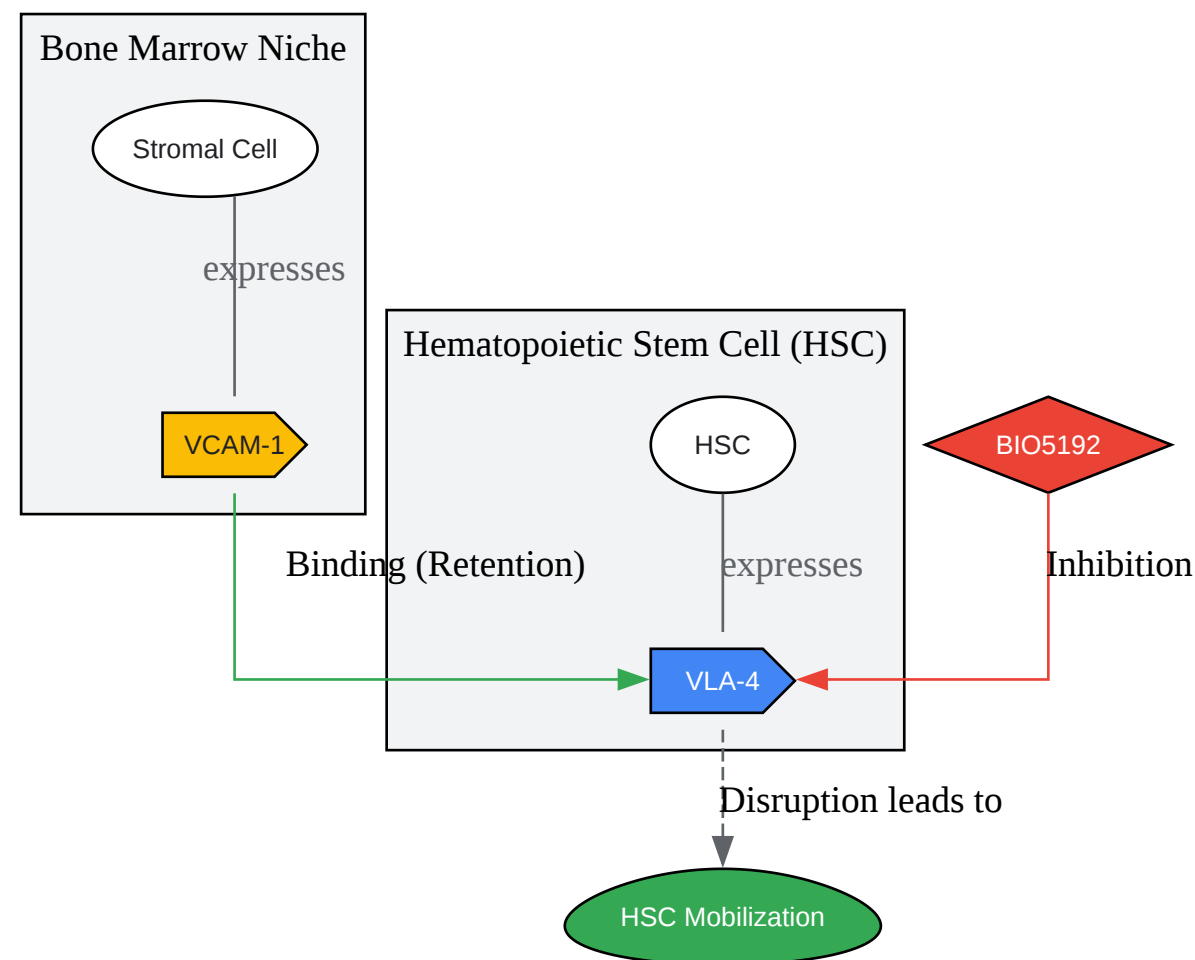 Bone Marrow Niche
Stromal Cell
expresses
Hematopoietic Stem Cell (HSC)
VCAM-1
HSC
BIO5192
Binding (Retention)
expresses
Inhibition
VLA-4
Disruption leads to
HSC Mobilization